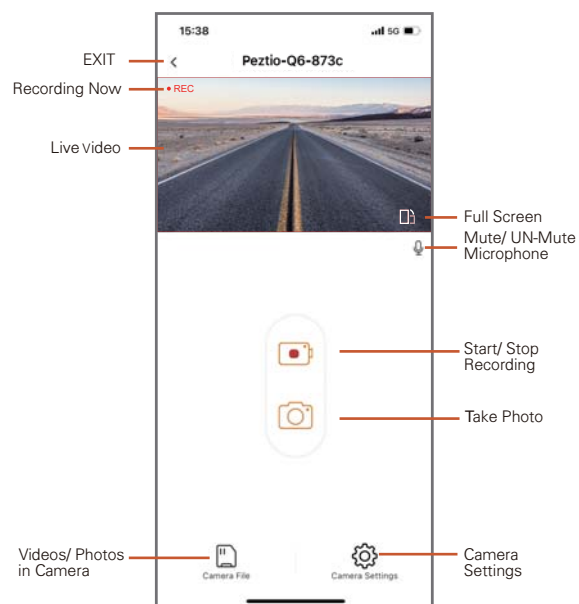 15:38
5G
EXIT
Peztio-Q6-873c
Recording Now
REC
Live Video
Full Screen
Mute/ UN-Mute
Microphone
Start/ Stop
Recording
Take Photo
Videos/ Photos
in Camera
Camera File
Camera Settings
Camera
Settings